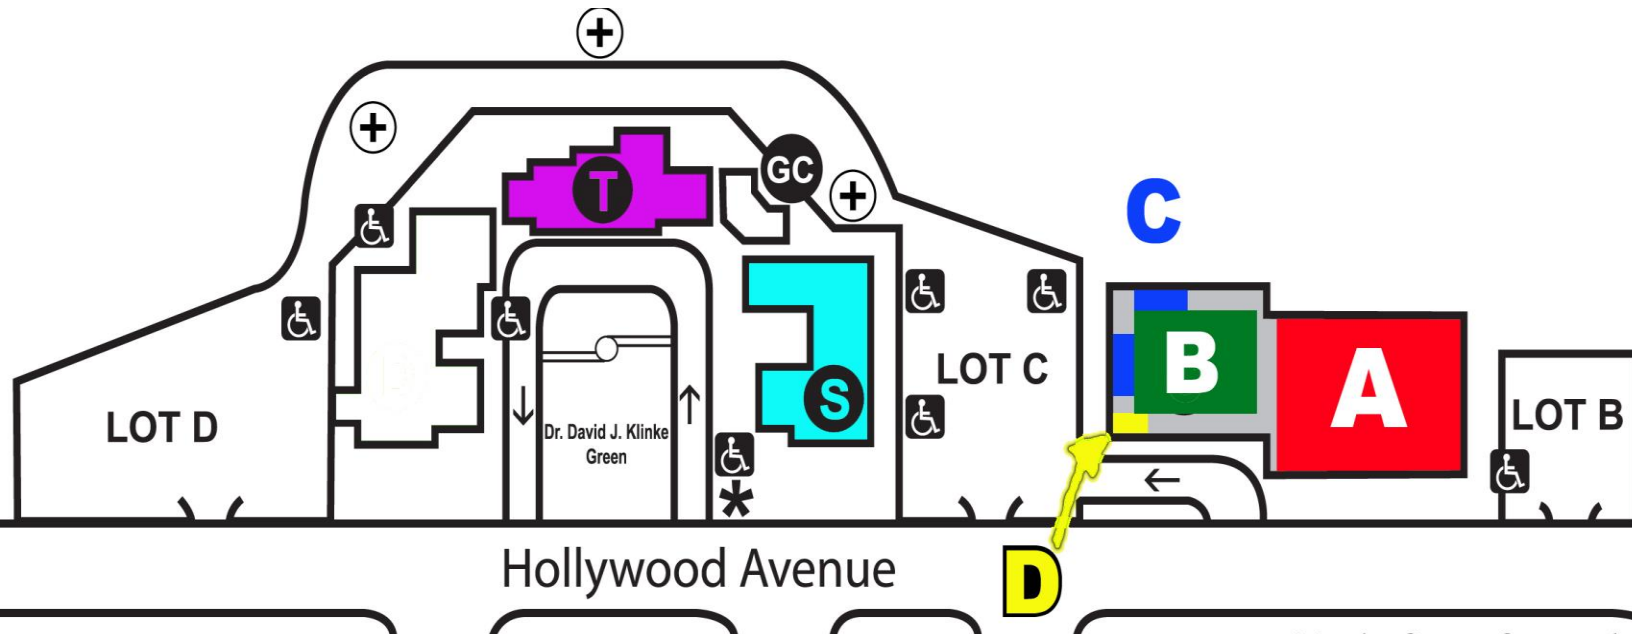 T
GC
C
B
A
S
LOT C
LOT D
LOT B
Dr. David J. Klinke
Green
*
Hollywood Avenue
D